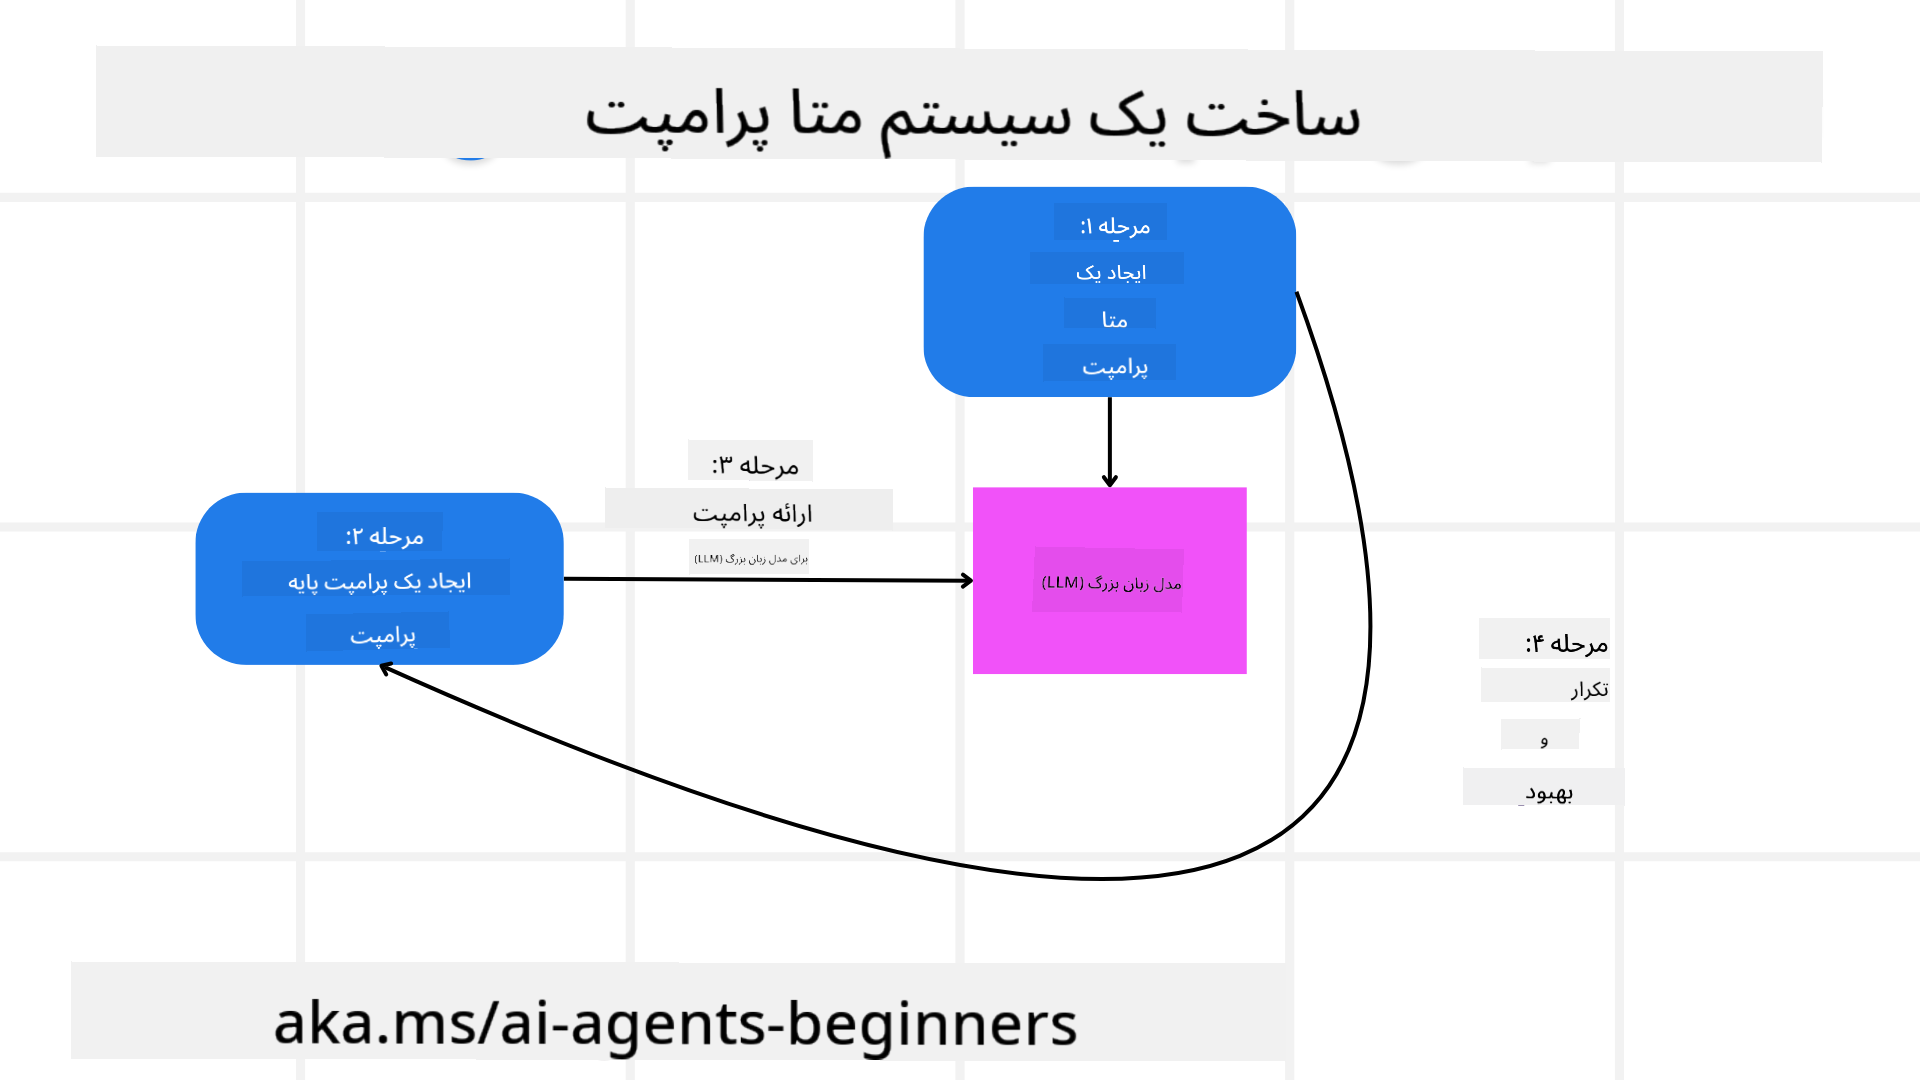 ساخت یک سیستم متا پرامپت
مرحله ۱:
ایجاد یک
متا
پرامپت
مرحله ۲:
ایجاد یک پرامپت پایه
پرامپت
مرحله ۳:
ارائه پرامپت
برای مدل زبان بزرگ (LLM)
مدل زبان بزرگ (LLM)
مرحله ۴:
تکرار
و
بهبود
aka.ms/ai-agents-beginners